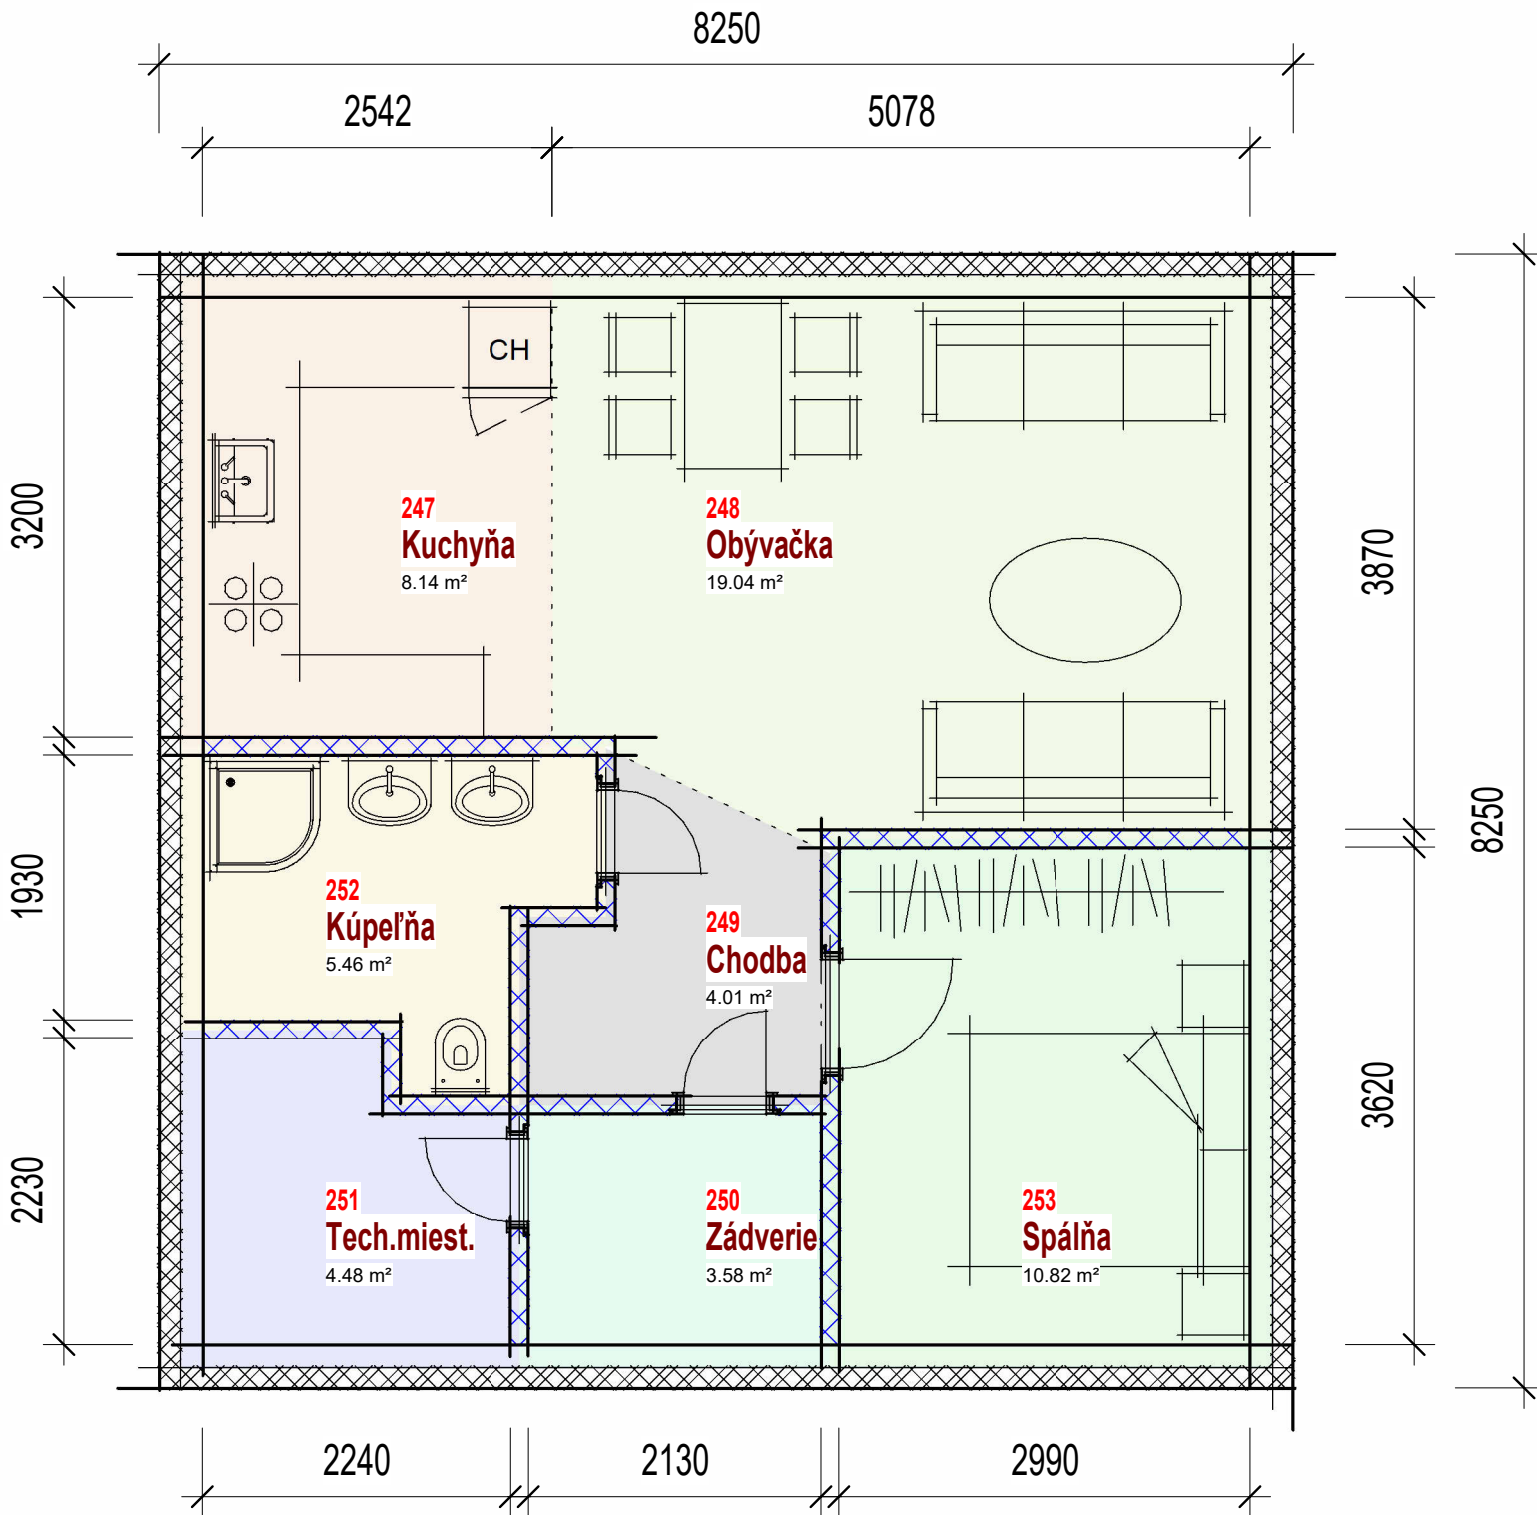 8250
2542
5078
CH
3200
247
Kuchyňa
8.14 m²
248
Obývačka
19.04 m²
3870
8250
1930
252
Kúpeľňa
5.46 m²
249
Chodba
4.01 m²
3620
2230
251
Tech.miest.
4.48 m²
250
Zádverie
3.58 m²
253
Spálňa
10.82 m²
2240
2130
2990